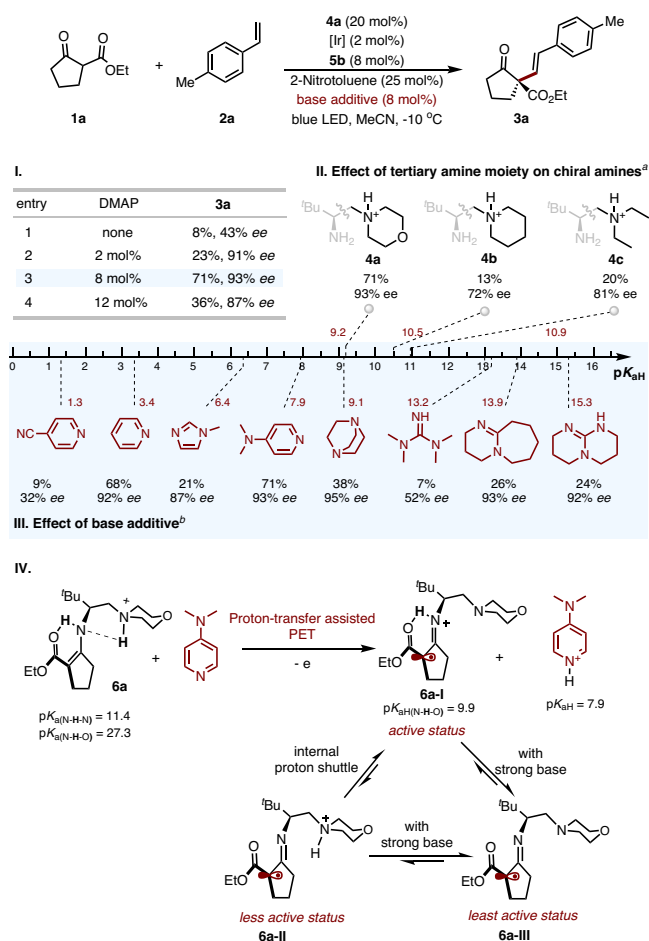 O
O
OEt
1a
+
Me
2a
4a (20 mol%)
[Ir] (2 mol%)
5b (8 mol%)
2-Nitrotoluene (25 mol%)
base additive (8 mol%)
blue LED, MeCN, -10 °C
Me
O
CO2Et
3a
I.
entry DMAP 3a
1 none 8%, 43% ee
2 2 mol% 23%, 91% ee
3 8 mol% 71%, 93% ee
4 12 mol% 36%, 87% ee
II. Effect of tertiary amine moiety on chiral amines^a
tBu H N+ O NH2
tBu H N+ NH2
tBu H N+ NH2
4a 4b 4c
71% 13% 20%
93% ee 72% ee 81% ee
9.2 10.5 10.9
0 1 2 3 4 5 6 7 8 9 10 11 12 13 14 15 16 pKaH
1.3 3.4 6.4 7.9 9.1 13.2 13.9 15.3
NC N
N
N N
N N
N N
NH N N
N N
N H N N
9% 68% 21% 71% 38% 7% 26% 24%
32% ee 92% ee 87% ee 93% ee 95% ee 52% ee 93% ee 92% ee
III. Effect of base additive^b
IV.
tBu + H N O H N H O EtO
6a
pKa(N-H-N) = 11.4
pKa(N-H-O) = 27.3
+
N N
Proton-transfer assisted
PET
- e
tBu N O H N + O EtO
6a-I
pKaH(N-H-O) = 9.9
active status
+
N N+ H
pKaH = 7.9
internal
proton shuttle
with
strong base
tBu + N O H N O EtO
less active status
6a-II
with
strong base
tBu N O N O EtO
least active status
6a-III